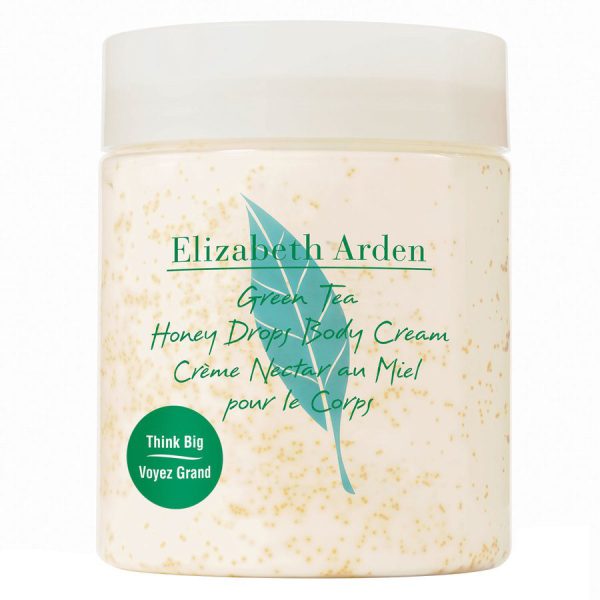 Elizabeth Arden
Green Tea
Honey Drops Body Cream
Crème Nectar au Miel
pour le Corps
Think Big
Voyez Grand